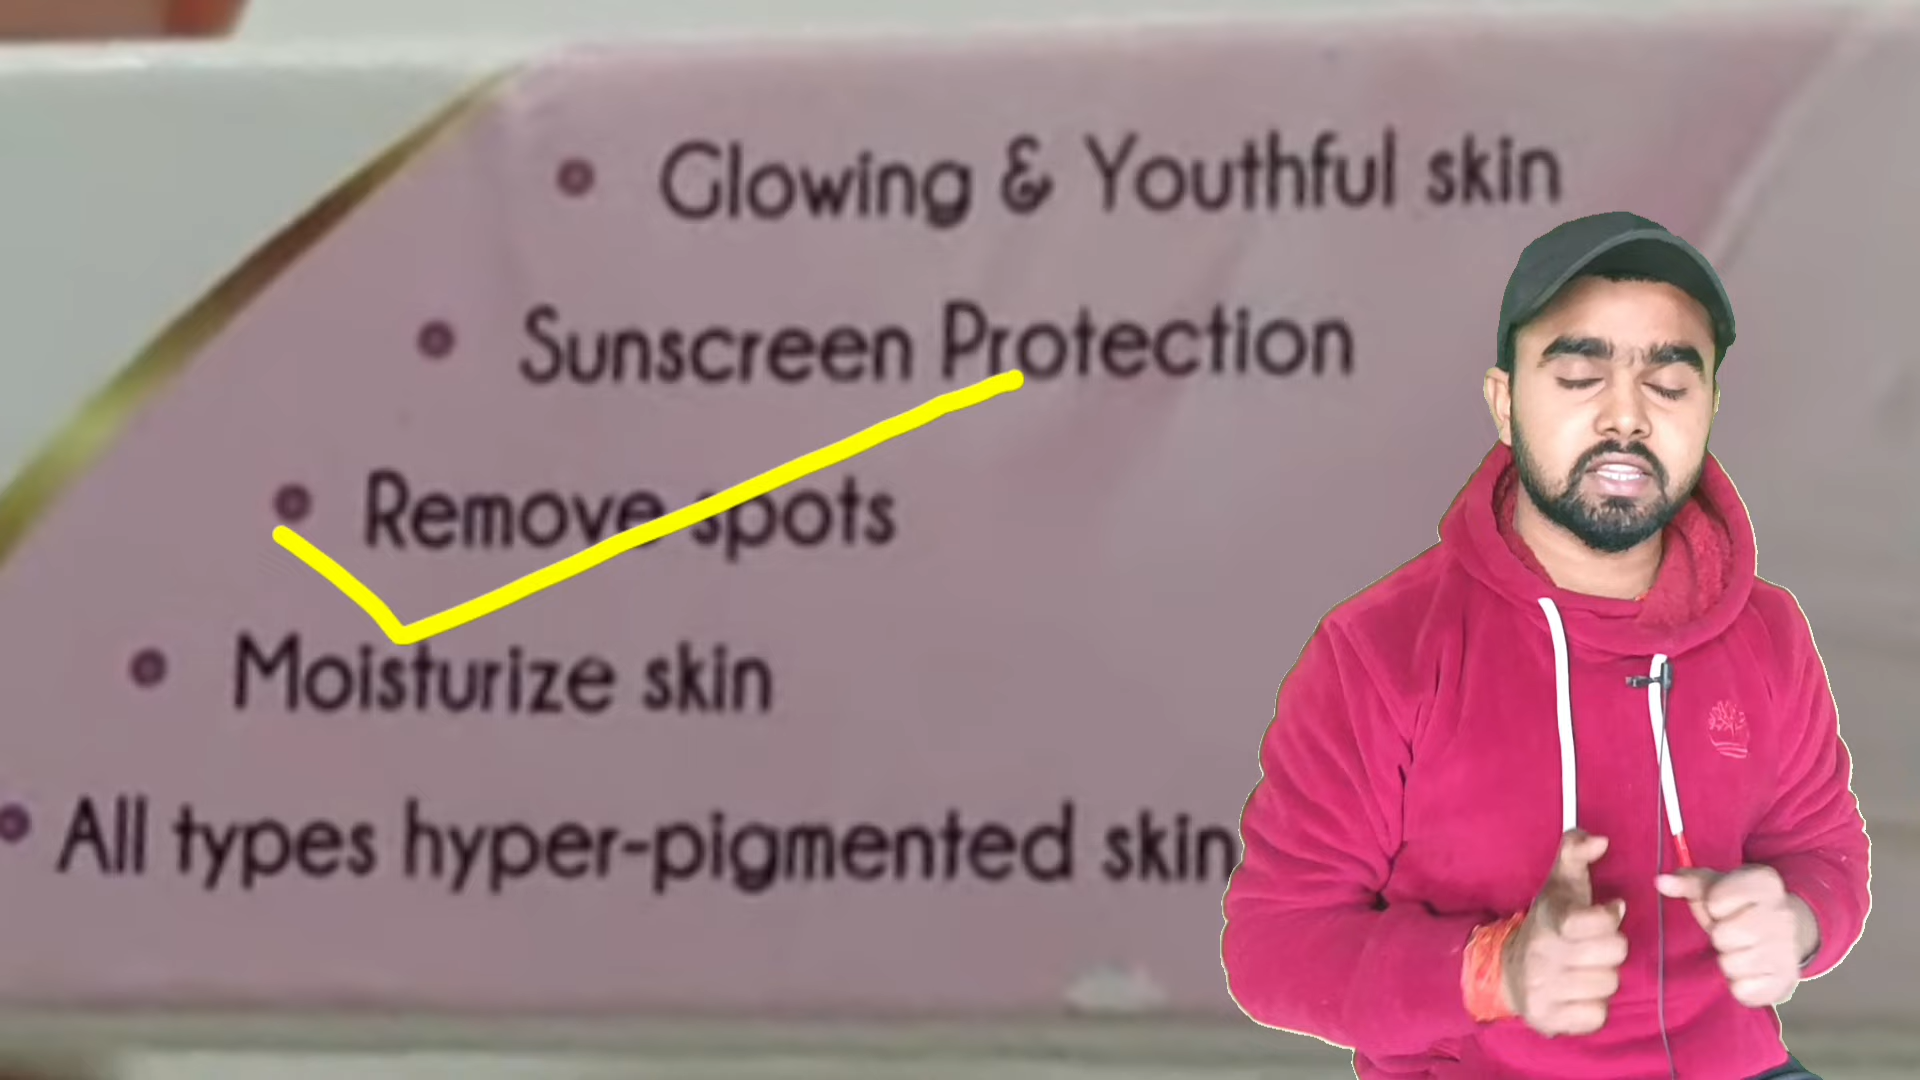 Glowing & Youthful skin
Sunscreen Protection
Remove spots
Moisturize skin
All types hyper-pigmented skin